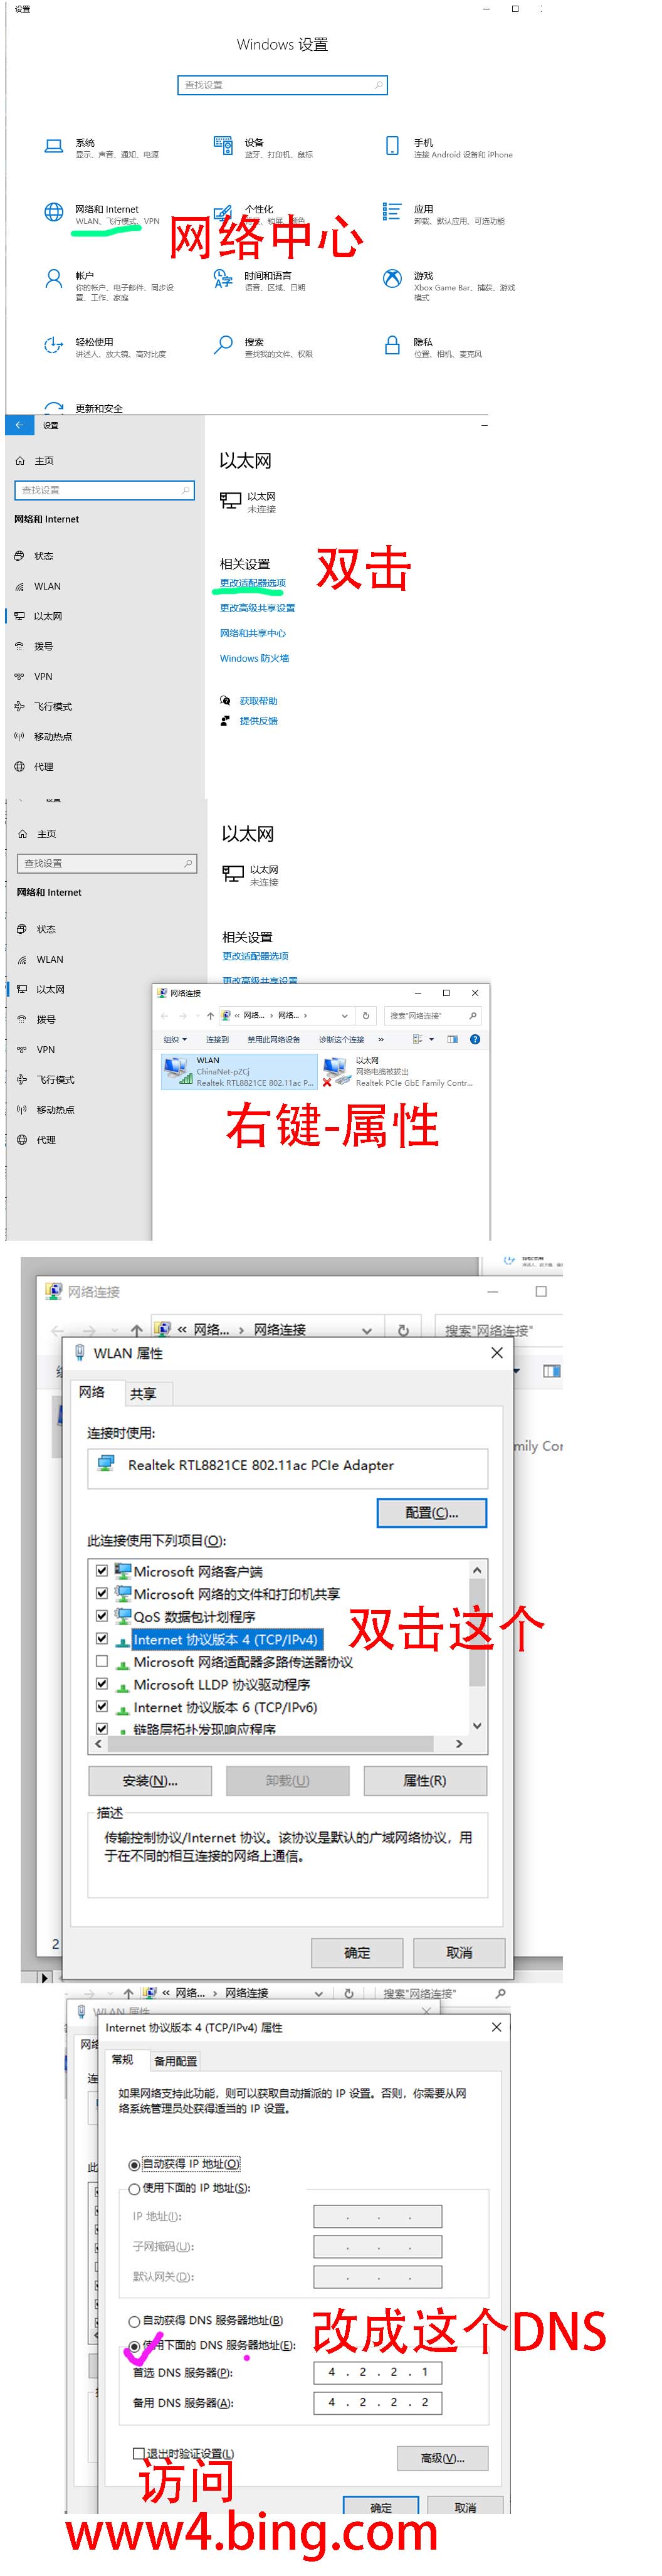 设置
Windows 设置
查找设置
系统
显示、声音、通知、电源
设备
蓝牙、打印机、鼠标
手机
连接 Android 设备和 iPhone
网络和 Internet
WLAN、飞行模式、VPN
个性化
应用
卸载、默认应用、可选功能
网络中心
帐户
你的帐户、电子邮件、同步设置、工作、家庭
时间和语言
语音、区域、日期
游戏
Xbox Game Bar、捕获、游戏模式
轻松使用
讲述人、放大镜、高对比度
搜索
查找我的文件、权限
隐私
位置、相机、麦克风
更新和安全
设置
主页
查找设置
网络和 Internet
状态
WLAN
以太网
拨号
VPN
飞行模式
移动热点
代理
以太网
以太网
未连接
相关设置
更改适配器选项
双击
更改高级共享设置
网络和共享中心
Windows 防火墙
获取帮助
提供反馈
主页
查找设置
网络和 Internet
状态
WLAN
以太网
拨号
VPN
飞行模式
移动热点
代理
以太网
以太网
未连接
相关设置
更改适配器选项
更改高级共享设置
网络连接
« 网络... › 网络... ›
搜索"网络连接"
组织 连接到 禁用此网络设备 诊断这个连接 »
WLAN
ChinaNet-pZCj
Realtek RTL8821CE 802.11ac P...
以太网
网络电缆被拔出
Realtek PCIe GbE Family Contr...
右键-属性
网络连接
« 网络... › 网络连接
搜索"网络连接"
WLAN 属性
网络 共享
连接时使用:
Realtek RTL8821CE 802.11ac PCIe Adapter
mily Cor
配置(C)...
此连接使用下列项目(O):
Microsoft 网络客户端
Microsoft 网络的文件和打印机共享
QoS 数据包计划程序
Internet 协议版本 4 (TCP/IPv4)
双击这个
Microsoft 网络适配器多路传送器协议
Microsoft LLDP 协议驱动程序
Internet 协议版本 6 (TCP/IPv6)
链路层拓扑发现响应程序
安装(N)... 卸载(U) 属性(R)
描述
传输控制协议/Internet 协议。该协议是默认的广域网络协议，用
于在不同的相互连接的网络上通信。
确定 取消
2
« 网络... › 网络连接
搜索"网络连接"
WLAN 属性
Internet 协议版本 4 (TCP/IPv4) 属性
常规 备用配置
如果网络支持此功能，则可以获取自动指派的 IP 设置。否则，你需要从网
络系统管理员处获得适当的 IP 设置。
自动获得 IP 地址(O)
使用下面的 IP 地址(S):
IP 地址(I):
子网掩码(U):
默认网关(D):
自动获得 DNS 服务器地址(B)
使用下面的 DNS 服务器地址(E):
改成这个DNS
首选 DNS 服务器(P): 4 . 2 . 2 . 1
备用 DNS 服务器(A): 4 . 2 . 2 . 2
退出时验证设置(L)
高级(V)...
确定 取消
访问
www4.bing.com